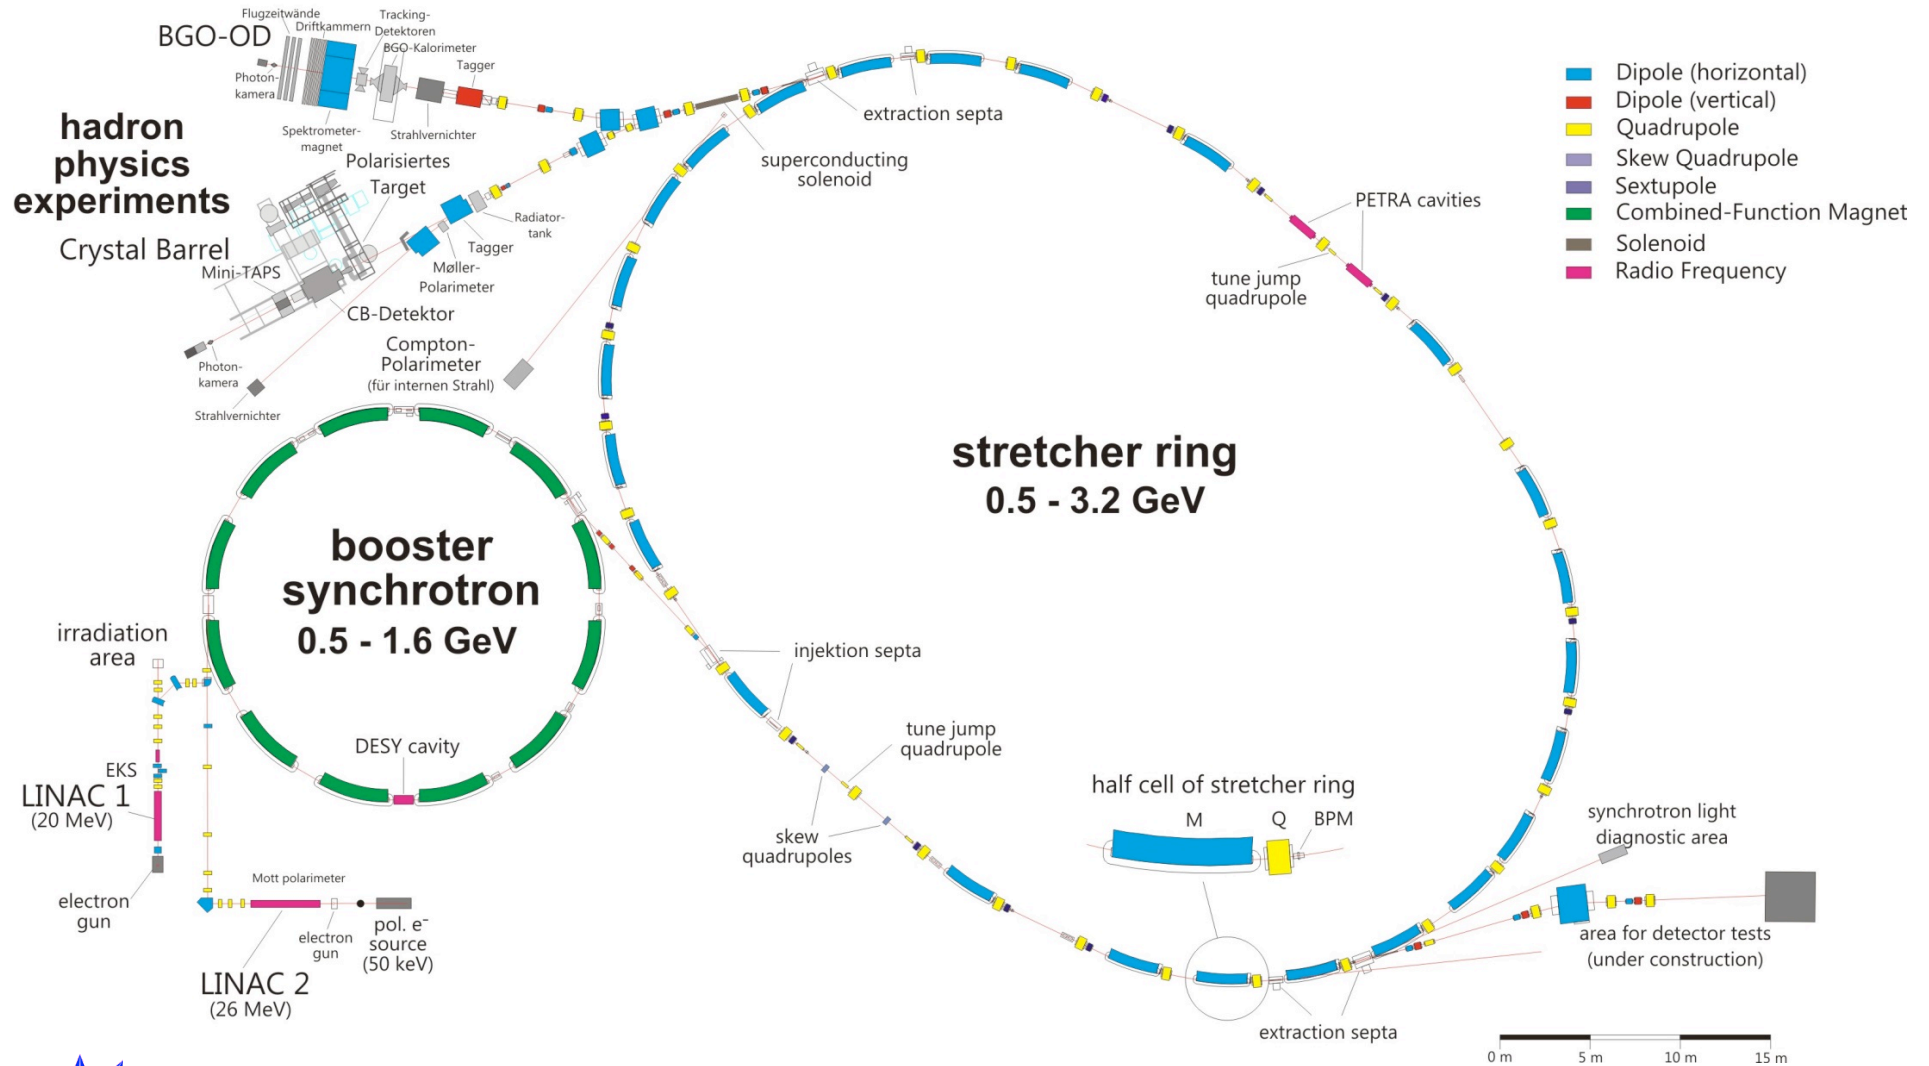 Flugzeitwände
Driftkammern
Tracking-
Detektoren
BGO-OD
BGO-Kalorimeter
Tagger
Photon-
kamera
Spektrometer-
magnet
Strahlvernichter
hadron
physics
experiments
Polarisiertes
Target
Crystal Barrel
Mini-TAPS
Radiator-
tank
Tagger
Møller-
Polarimeter
CB-Detektor
Photon-
kamera
Strahlvernichter
Compton-
Polarimeter
(für internen Strahl)
extraction septa
superconducting
solenoid
PETRA cavities
tune jump
quadrupole
Dipole (horizontal)
Dipole (vertical)
Quadrupole
Skew Quadrupole
Sextupole
Combined-Function Magnet
Solenoid
Radio Frequency
stretcher ring
0.5 - 3.2 GeV
booster
synchrotron
0.5 - 1.6 GeV
DESY cavity
irradiation
area
EKS
LINAC 1
(20 MeV)
electron
gun
Mott polarimeter
electron
gun
pol. e⁻
source
(50 keV)
LINAC 2
(26 MeV)
injektion septa
tune jump
quadrupole
skew
quadrupoles
half cell of stretcher ring
M
Q
BPM
synchrotron light
diagnostic area
area for detector tests
(under construction)
extraction septa
0 m
5 m
10 m
15 m